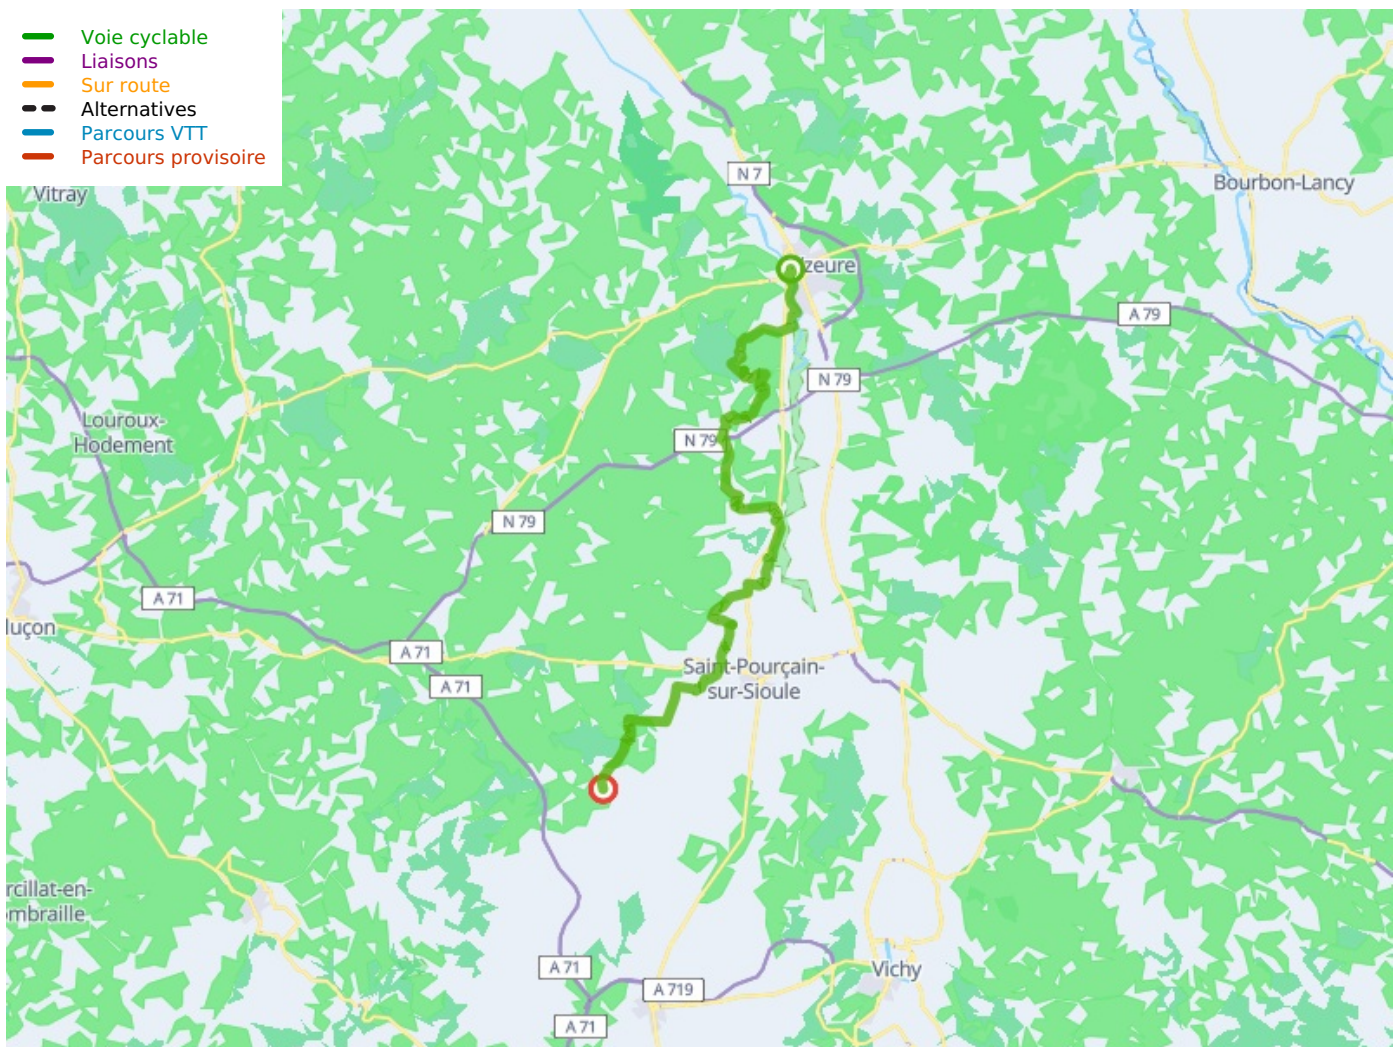 Voie cyclable
Liaisons
Sur route
Alternatives
Parcours VTT
Parcours provisoire
Vitray
N 7
Bourbon-Lancy
zeure
A 79
N 79
Louroux-
Hodement
N 79
N 79
A 71
luçon
A 71
A 71
Saint-Pourçain-
sur-Sioule
rcillat-en-
ombraille
A 71
Vichy
A 719
A 71